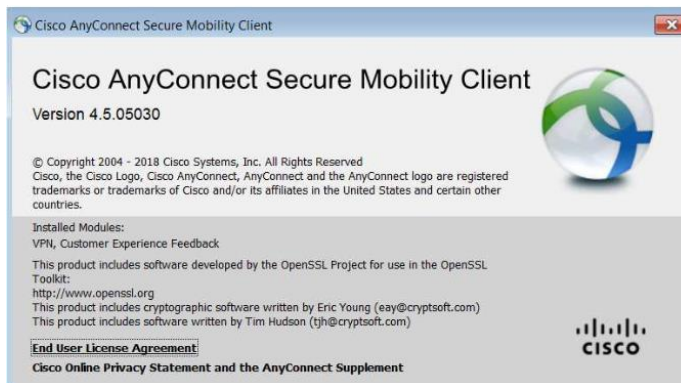 Cisco AnyConnect Secure Mobility Client
Cisco AnyConnect Secure Mobility Client
Version 4.5.05030
© Copyright 2004 - 2018 Cisco Systems, Inc. All Rights Reserved
Cisco, the Cisco Logo, Cisco AnyConnect, AnyConnect and the AnyConnect logo are registered
trademarks or trademarks of Cisco and/or its affiliates in the United States and certain other
countries.
Installed Modules:
VPN, Customer Experience Feedback
This product includes software developed by the OpenSSL Project for use in the OpenSSL
Toolkit:
http://www.openssl.org
This product includes cryptographic software written by Eric Young (eay@cryptsoft.com)
This product includes software written by Tim Hudson (tjh@cryptsoft.com)
End User License Agreement
Cisco Online Privacy Statement and the AnyConnect Supplement
CISCO